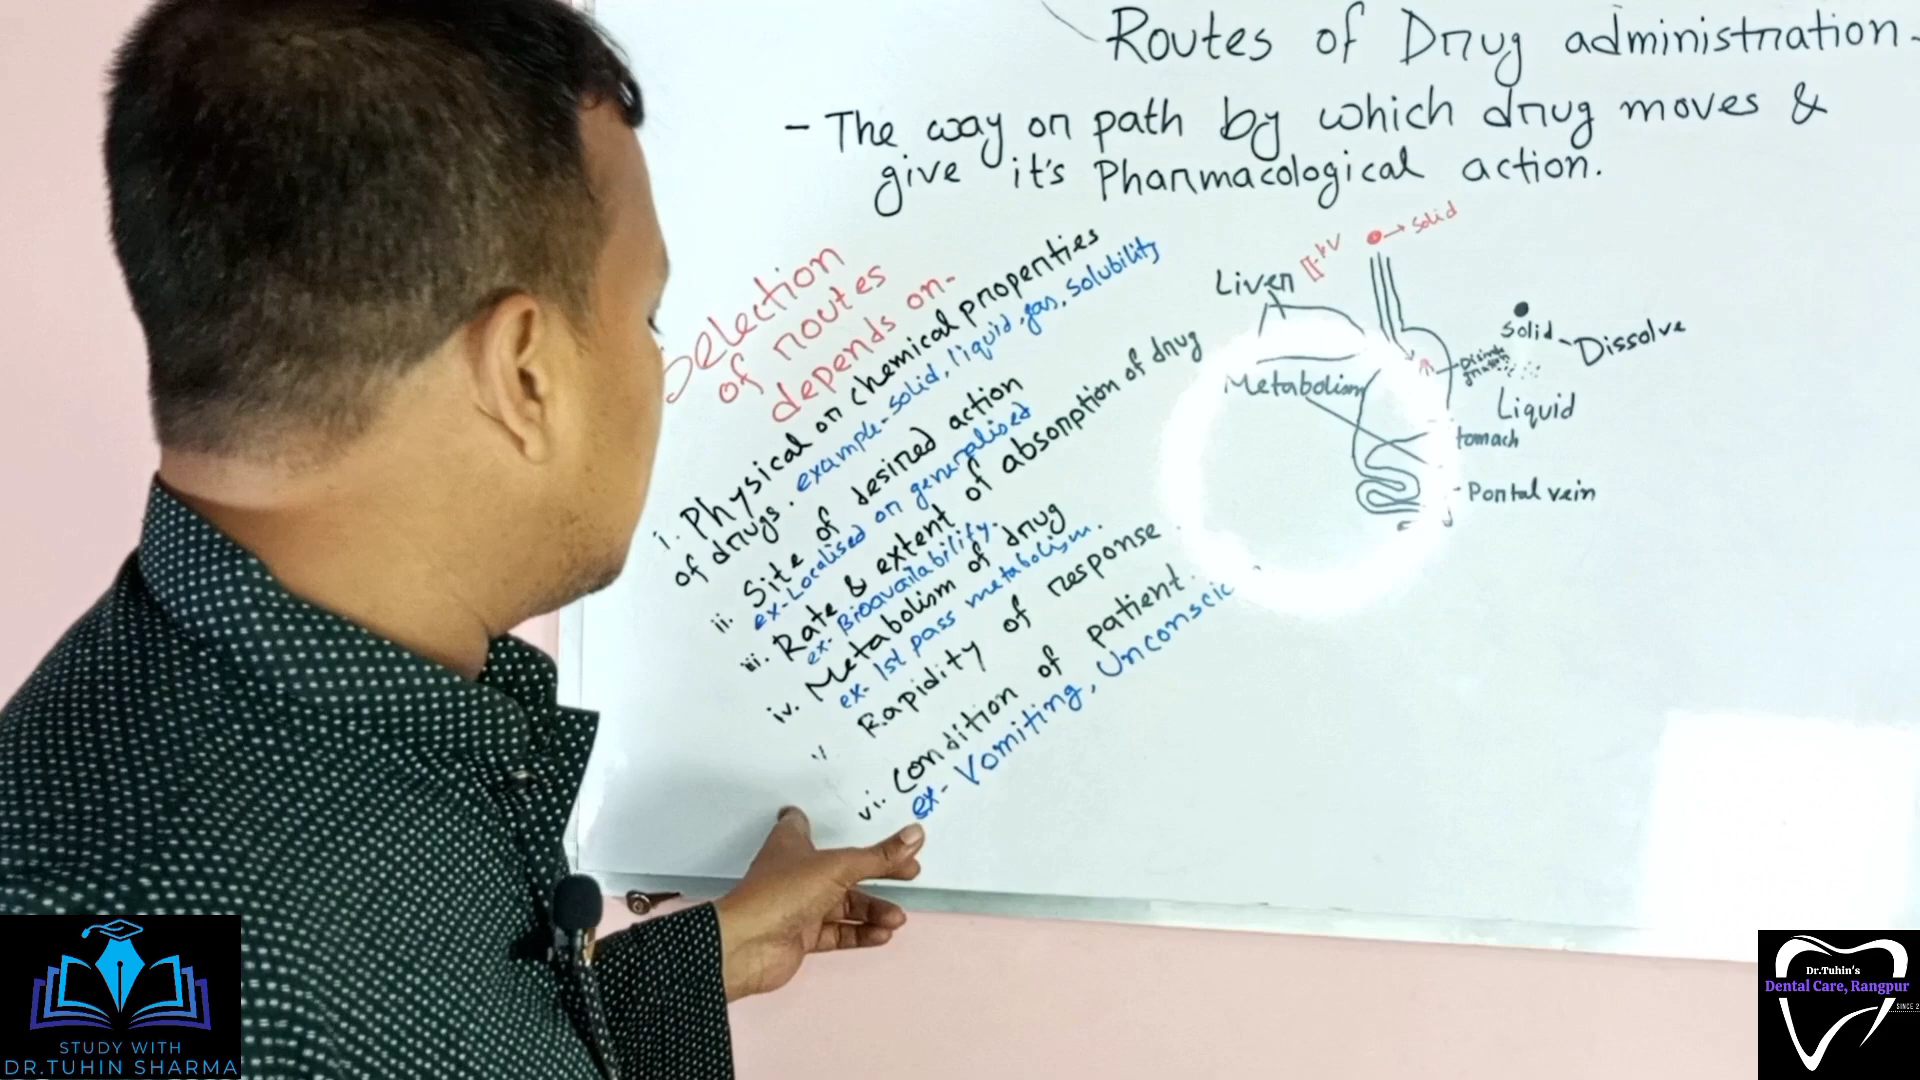 Routes of Drug administration.
- The way or path by which drug moves &
give it's Pharmacological action.
Selection
of routes
depends on-
i. Physical or chemical properties
of drugs. example-solid, liquid, gas, solubility
ii. Site of desired action
ex-Localised or generalised
iii. Rate & extent of absorption of drug
ex- Bioavailability.
iv. Metabolism of drug
ex- 1st pass metabolism.
v Rapidity of response
vi. Condition of patient.
ex- Vomiting, Unconscio
Solid
Liver
Metabolism
Solid
Dissolve
Liquid
tomach
- Portal vein
STUDY WITH
DR.TUHIN SHARMA
Dr.Tuhin's
Dental Care, Rangpur
SINCE 2